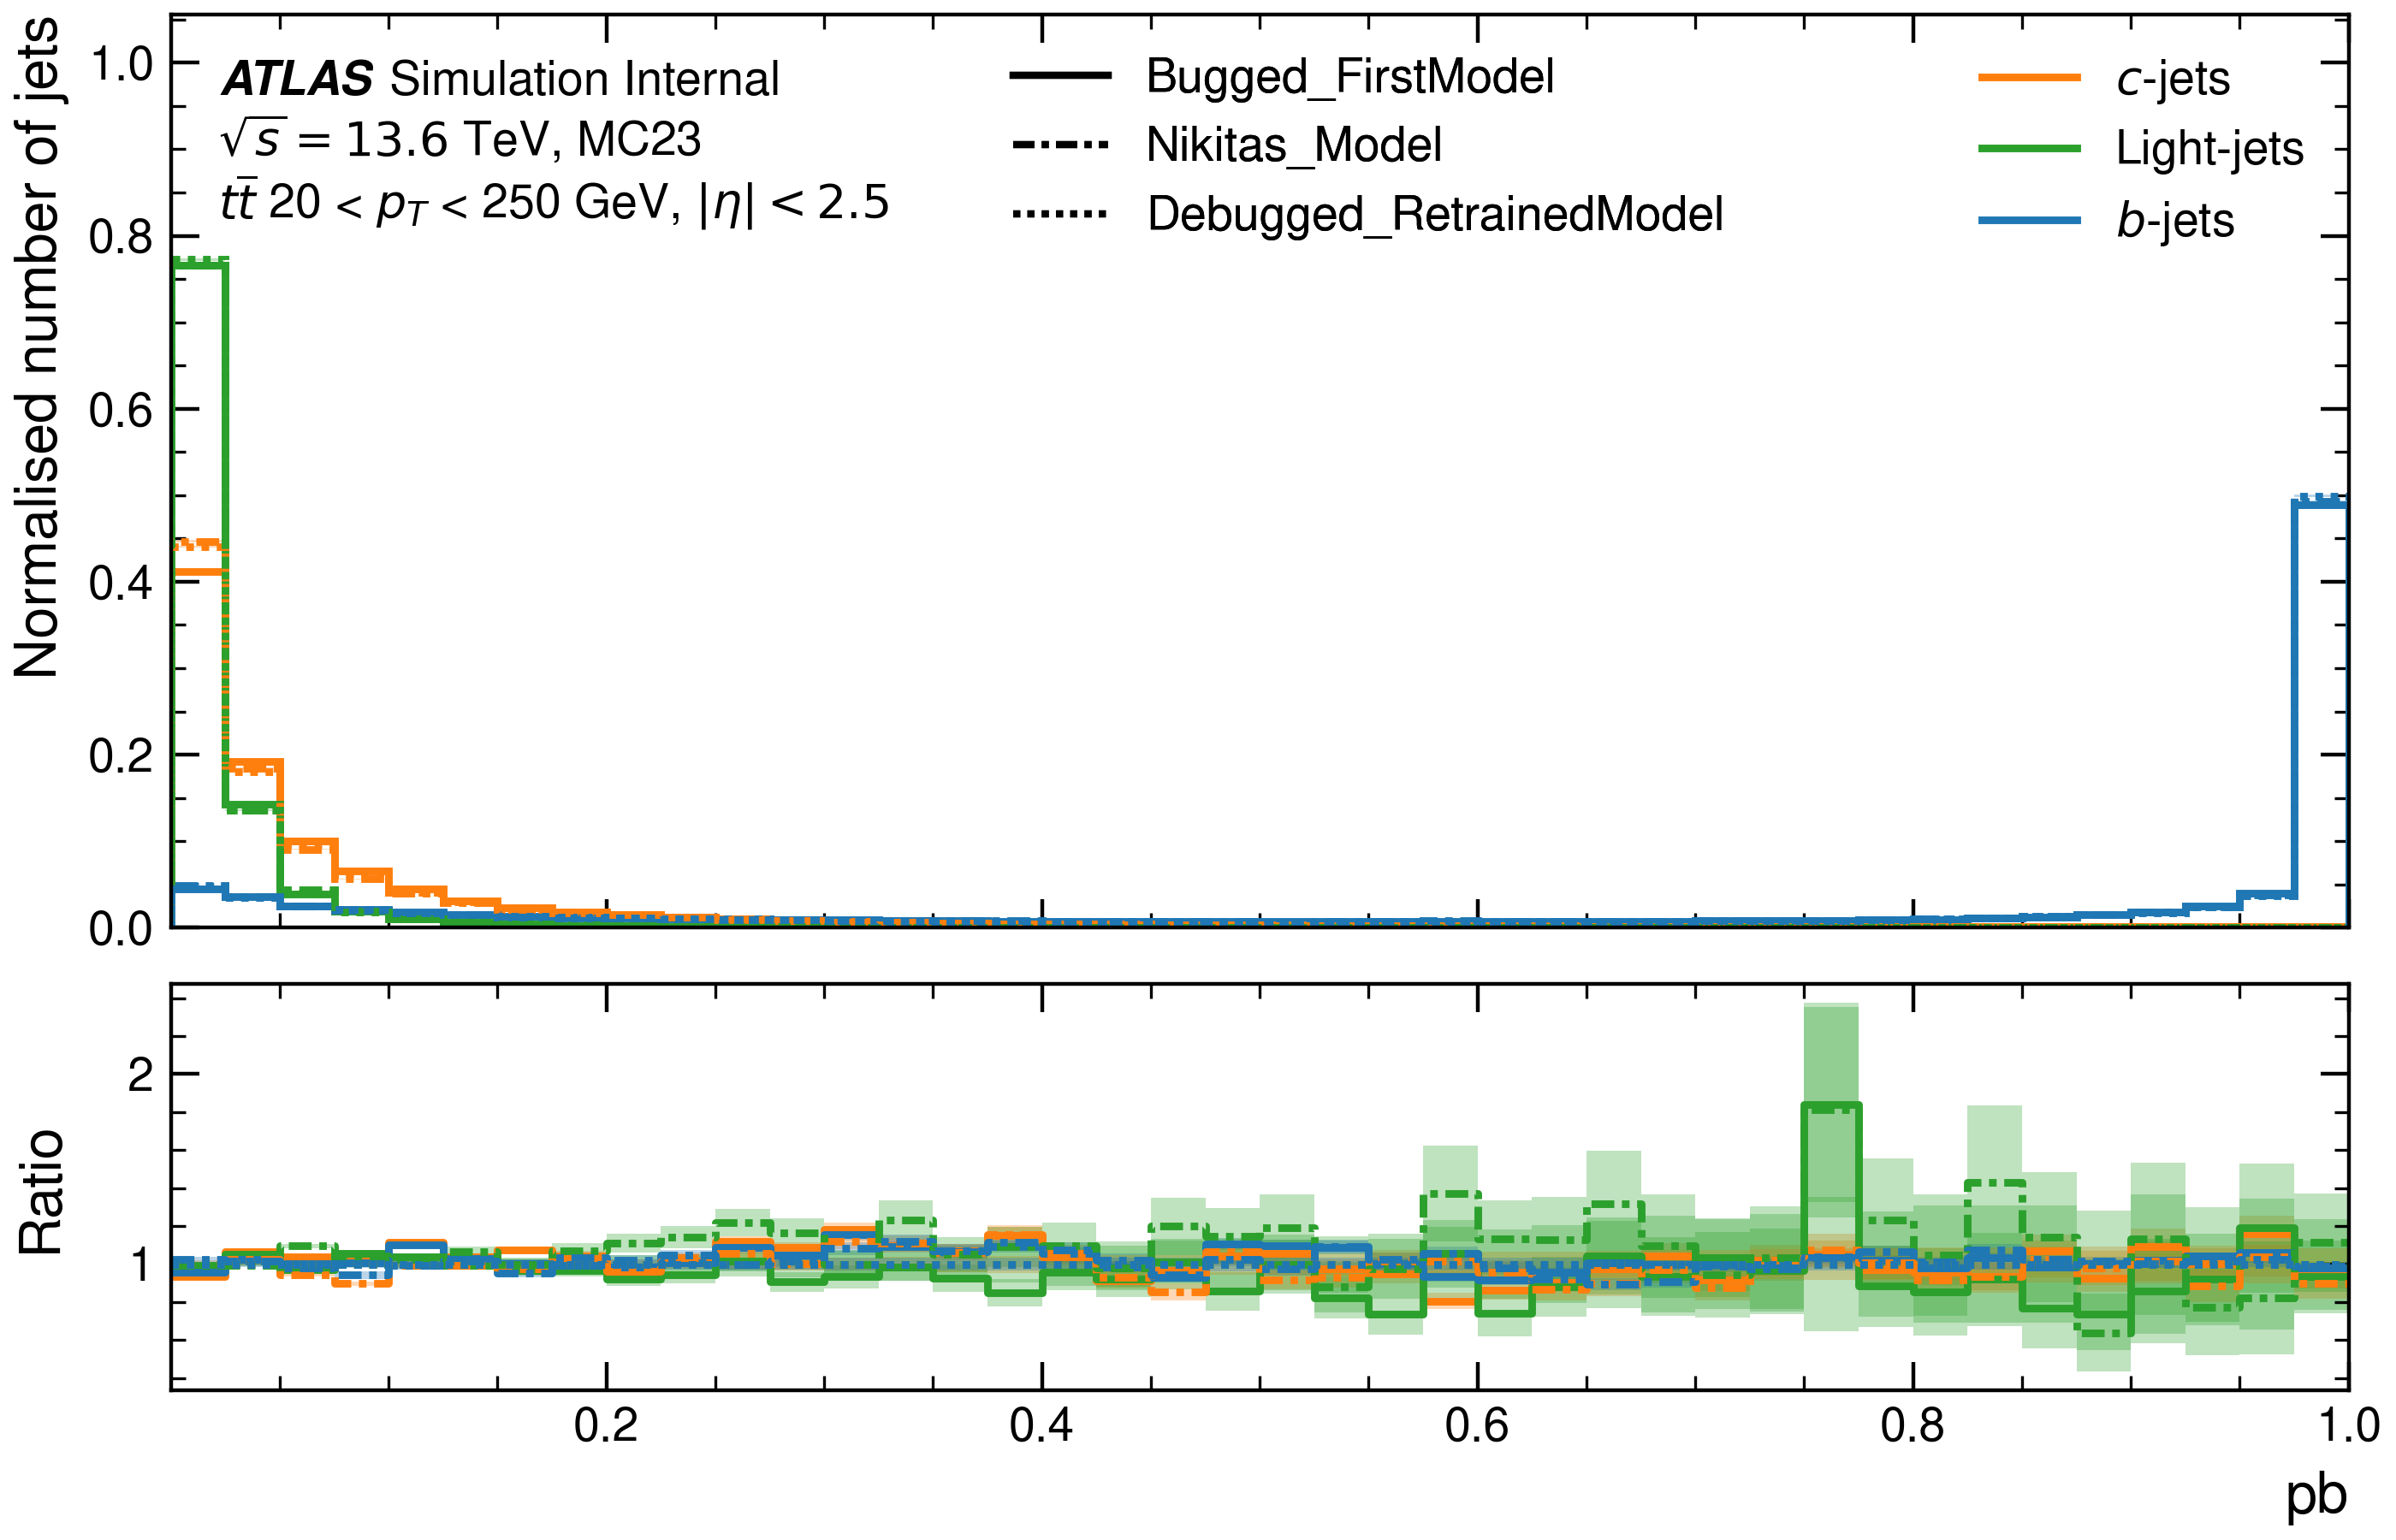 Normalised number of jets
1.0
0.8
0.6
0.4
0.2
0.0
ATLAS Simulation Internal
√s = 13.6 TeV, MC23
tt̄ 20 < p_T < 250 GeV, |η| < 2.5
Bugged_FirstModel
Nikitas_Model
Debugged_RetrainedModel
c-jets
Light-jets
b-jets
Ratio
2
1
0.2 0.4 0.6 0.8 1.0
pb